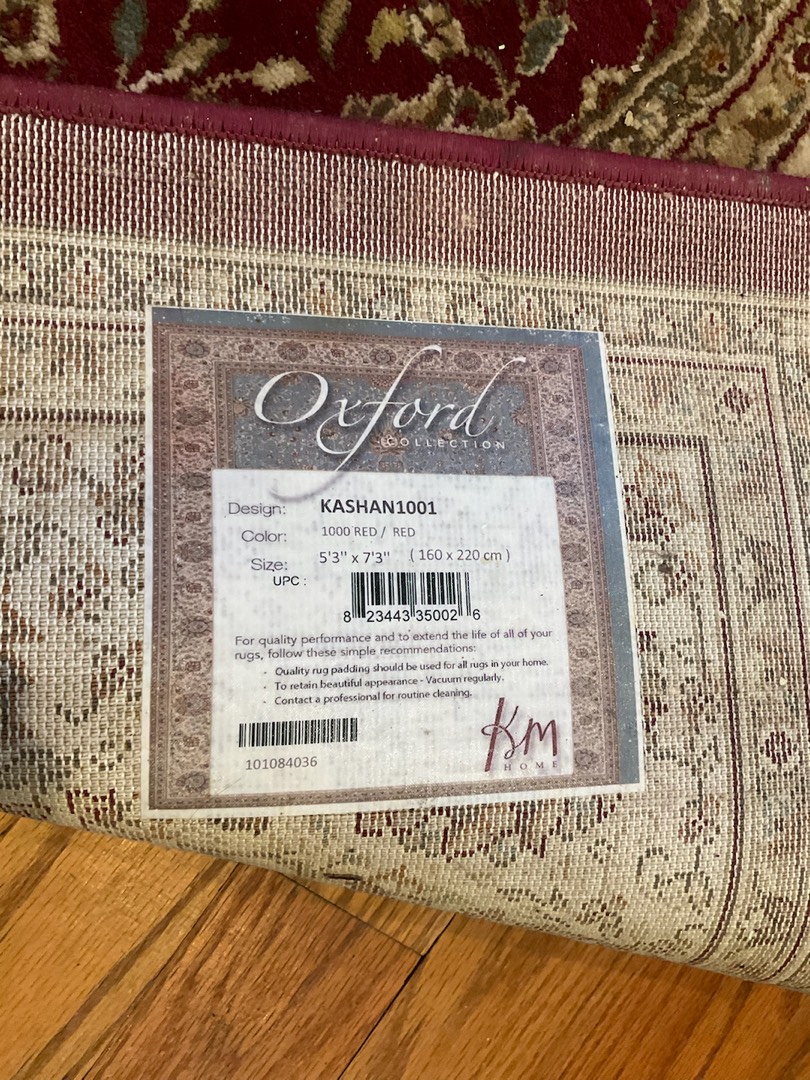 Oxford
COLLECTION
Design: KASHAN1001
Color: 1000 RED / RED
Size: 5'3" x 7'3" ( 160 x 220 cm )
UPC :
8 23443 35002 6
For quality performance and to extend the life of all of your
rugs, follow these simple recommendations:
· Quality rug padding should be used for all rugs in your home.
· To retain beautiful appearance - Vacuum regularly.
· Contact a professional for routine cleaning.
101084036
KM
HOME